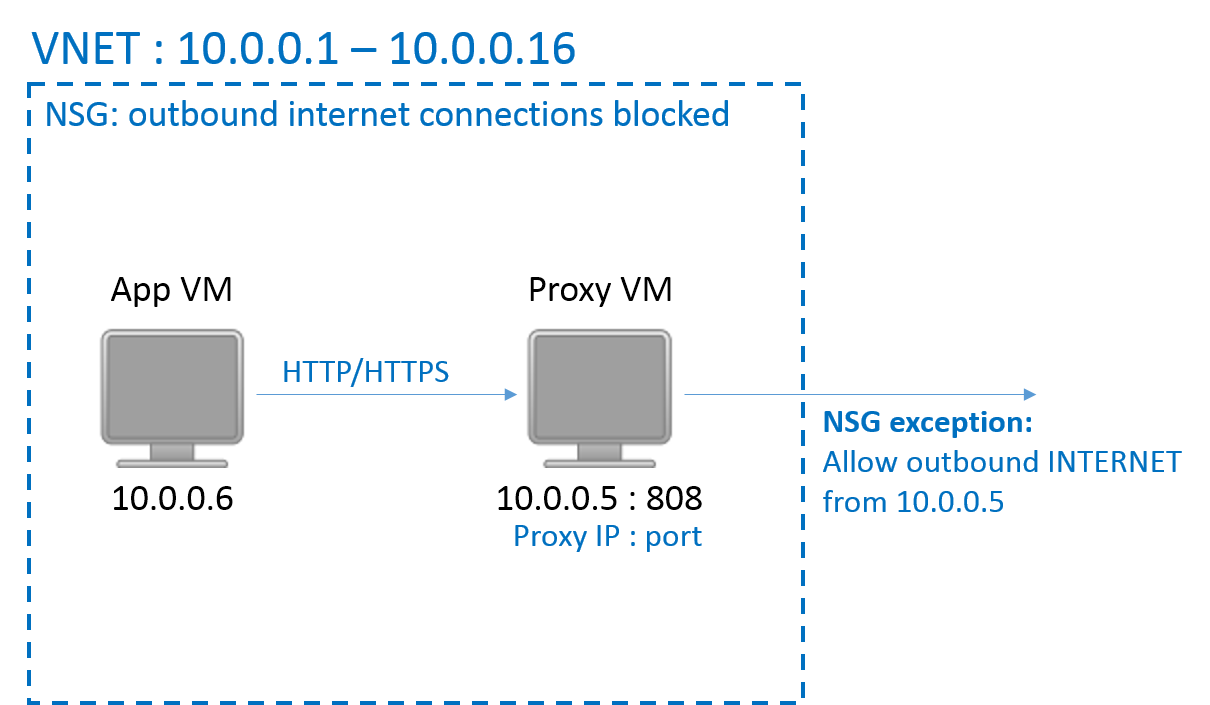 VNET : 10.0.0.1 – 10.0.0.16
NSG: outbound internet connections blocked
App VM
Proxy VM
HTTP/HTTPS
NSG exception:
Allow outbound INTERNET
from 10.0.0.5
10.0.0.6
10.0.0.5 : 808
Proxy IP : port